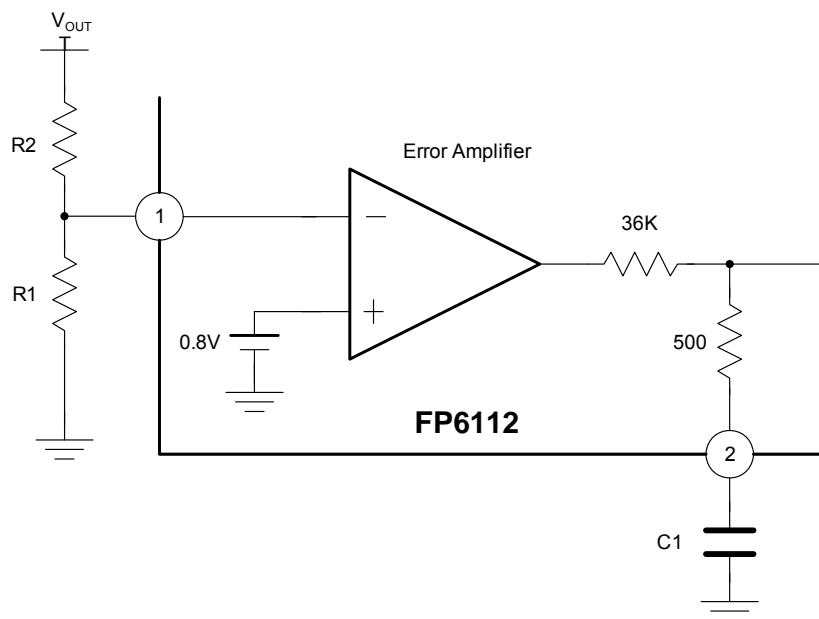 VOUT
R2
Error Amplifier
1
−
36K
R1
+
0.8V
500
FP6112
2
C1